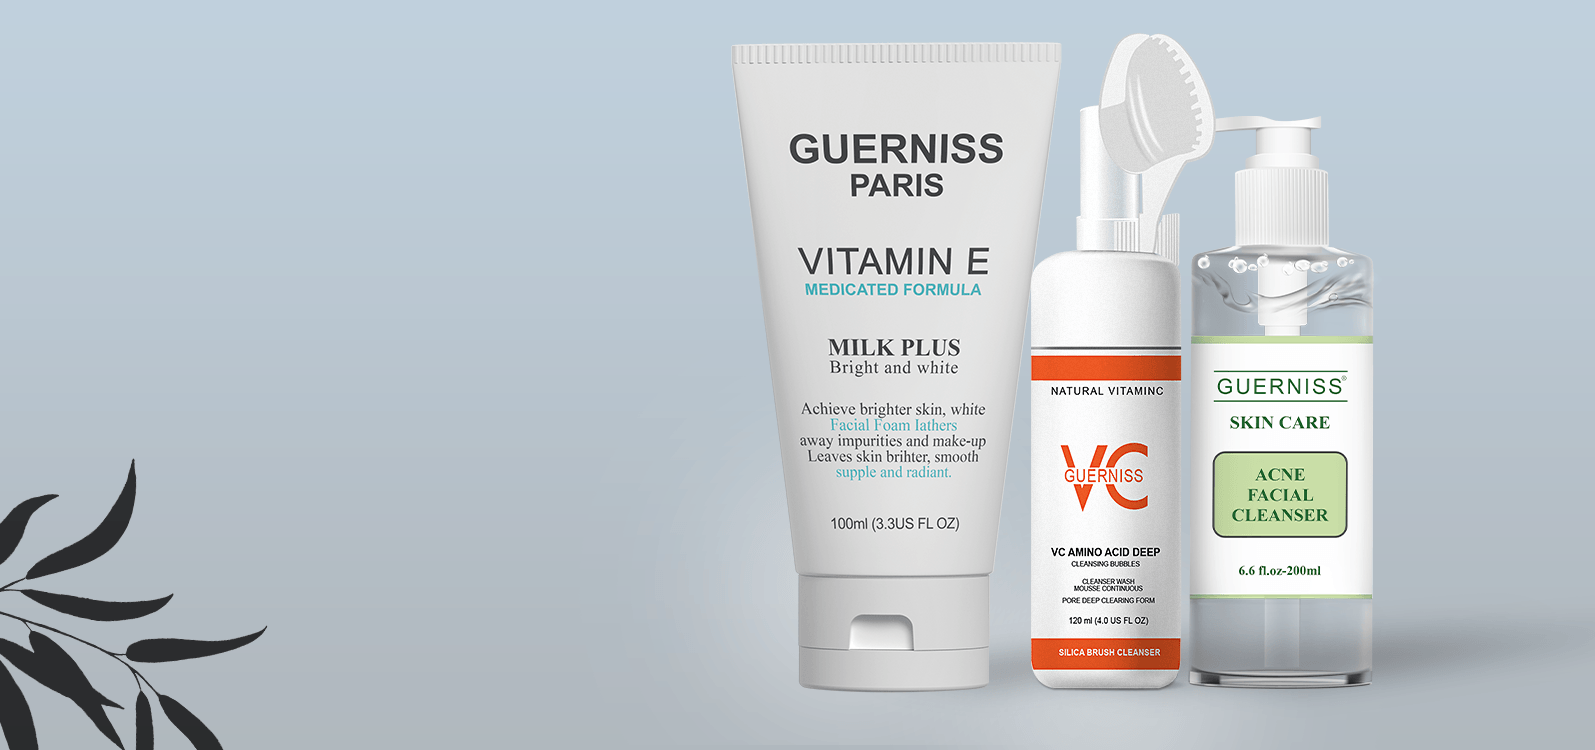 GUERNISS
PARIS
VITAMIN E
MEDICATED FORMULA
MILK PLUS
Bright and white
Achieve brighter skin, white
Facial Foam lathers
away impurities and make-up
Leaves skin brihter, smooth
supple and radiant.
100ml (3.3US FL OZ)
NATURAL VITAMINC
VC
GUERNISS
VC AMINO ACID DEEP
CLEANSING BUBBLES
CLEANSER WASH
MOUSSE CONTINUOUS
PORE DEEP CLEARING FORM
120 ml (4.0 US FL OZ)
SILICA BRUSH CLEANSER
GUERNISS®
SKIN CARE
ACNE
FACIAL
CLEANSER
6.6 fl.oz-200ml